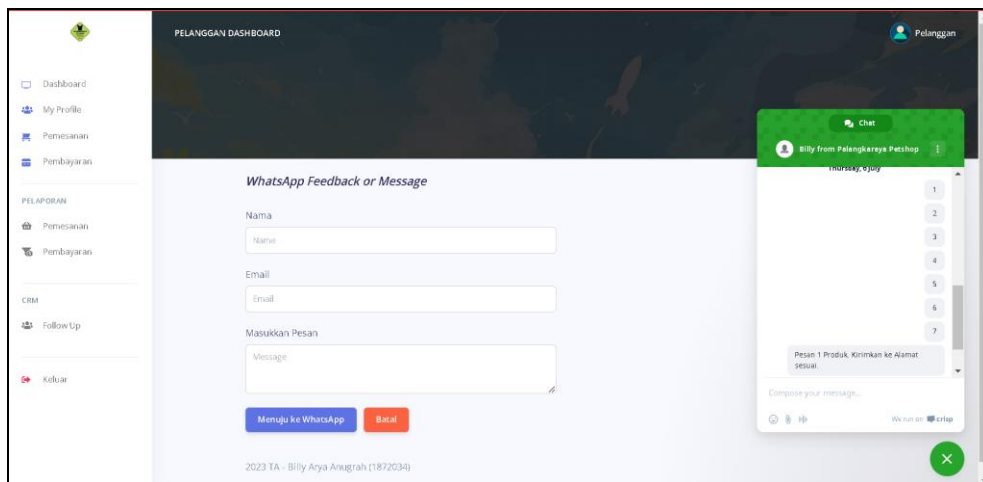 PELANGGAN DASHBOARD
Pelanggan
Dashboard
My Profile
Pemesanan
Pembayaran
PELAPORAN
Pemesanan
Pembayaran
CRM
Follow Up
Keluar
WhatsApp Feedback or Message
Nama
Name
Email
Email
Masukkan Pesan
Message
Menuju ke WhatsApp
Batal
2023 TA - Billy Arya Anugrah (1872034)
Chat
Billy from Palangkaraya Petshop
Thursday, 6 July
1
2
3
4
5
6
7
Pesan 1 Produk. Kirimkan ke Alamat
sesuai.
Compose your message...
We run on crisp